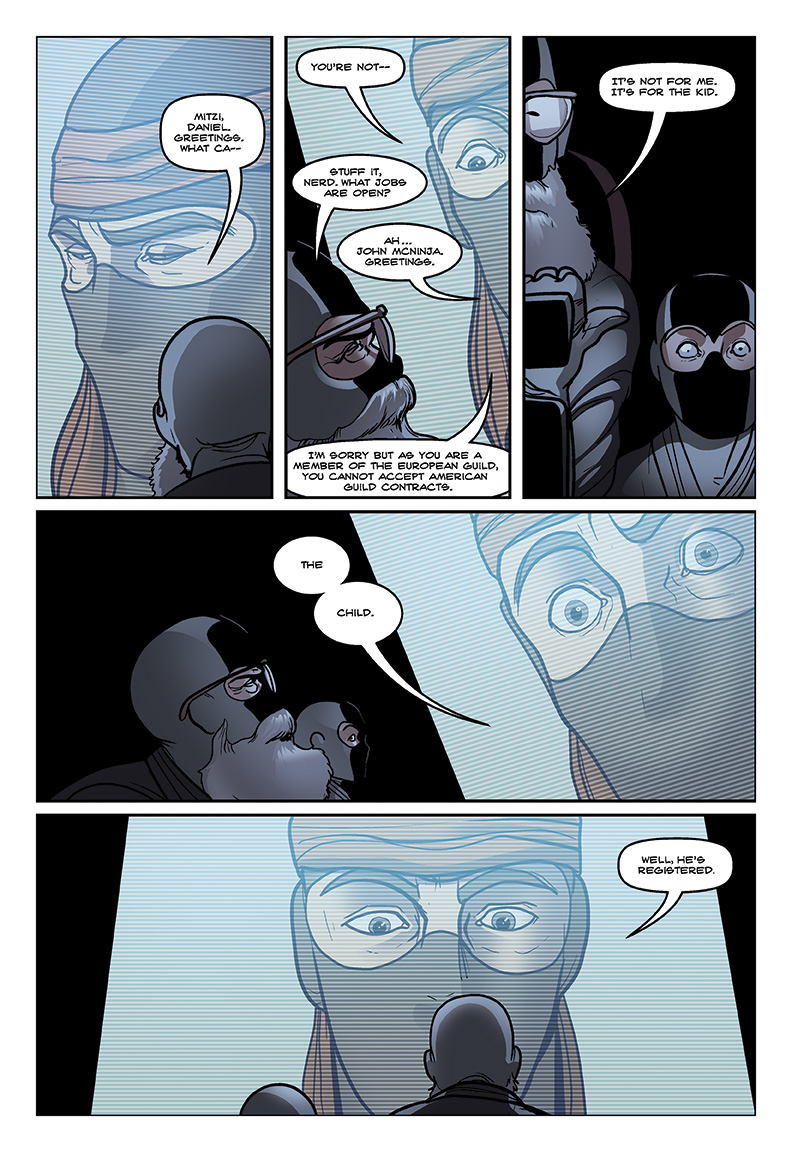 MITZI,
DANIEL.
GREETINGS.
WHAT CA--
YOU'RE NOT--
STUFF IT,
NERD. WHAT JOBS
ARE OPEN?
AH...
JOHN MCNINJA.
GREETINGS.
I'M SORRY BUT AS YOU ARE A
MEMBER OF THE EUROPEAN GUILD,
YOU CANNOT ACCEPT AMERICAN
GUILD CONTRACTS.
IT'S NOT FOR ME.
IT'S FOR THE KID.
THE
CHILD.
WELL, HE'S
REGISTERED.